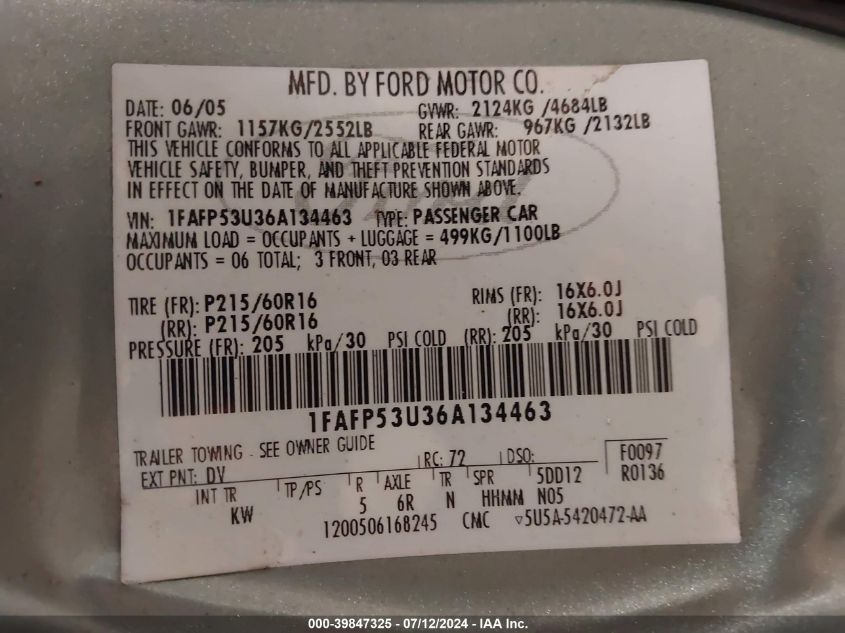 MFD. BY FORD MOTOR CO.
DATE: 06/05 GVWR: 2124KG /4684LB
FRONT GAWR: 1157KG/2552LB REAR GAWR: 967KG /2132LB
THIS VEHICLE CONFORMS TO ALL APPLICABLE FEDERAL MOTOR
VEHICLE SAFETY, BUMPER, AND THEFT PREVENTION STANDARDS
IN EFFECT ON THE DATE OF MANUFACTURE SHOWN ABOVE.
VIN: 1FAFP53U36A134463 TYPE: PASSENGER CAR
MAXIMUM LOAD = OCCUPANTS + LUGGAGE = 499KG/1100LB
OCCUPANTS = 06 TOTAL; 3 FRONT, 03 REAR
TIRE (FR): P215/60R16 RIMS (FR): 16X6.0J
(RR): P215/60R16 (RR): 16X6.0J
PRESSURE (FR): 205 kPa/30 PSI COLD (RR): 205 kPa/30 PSI COLD
1FAFP53U36A134463
TRAILER TOWING - SEE OWNER GUIDE
EXT PNT: DV RC: 72 DSO: F0097
R0136
INT TR TP/PS R AXLE TR SPR 5DD12
KW 5 6R N HHMM N05
1200506168245 CMC ▽5U5A-5420472-AA
Ford
000-39847325 / 07/12/2024 - IAA Inc.